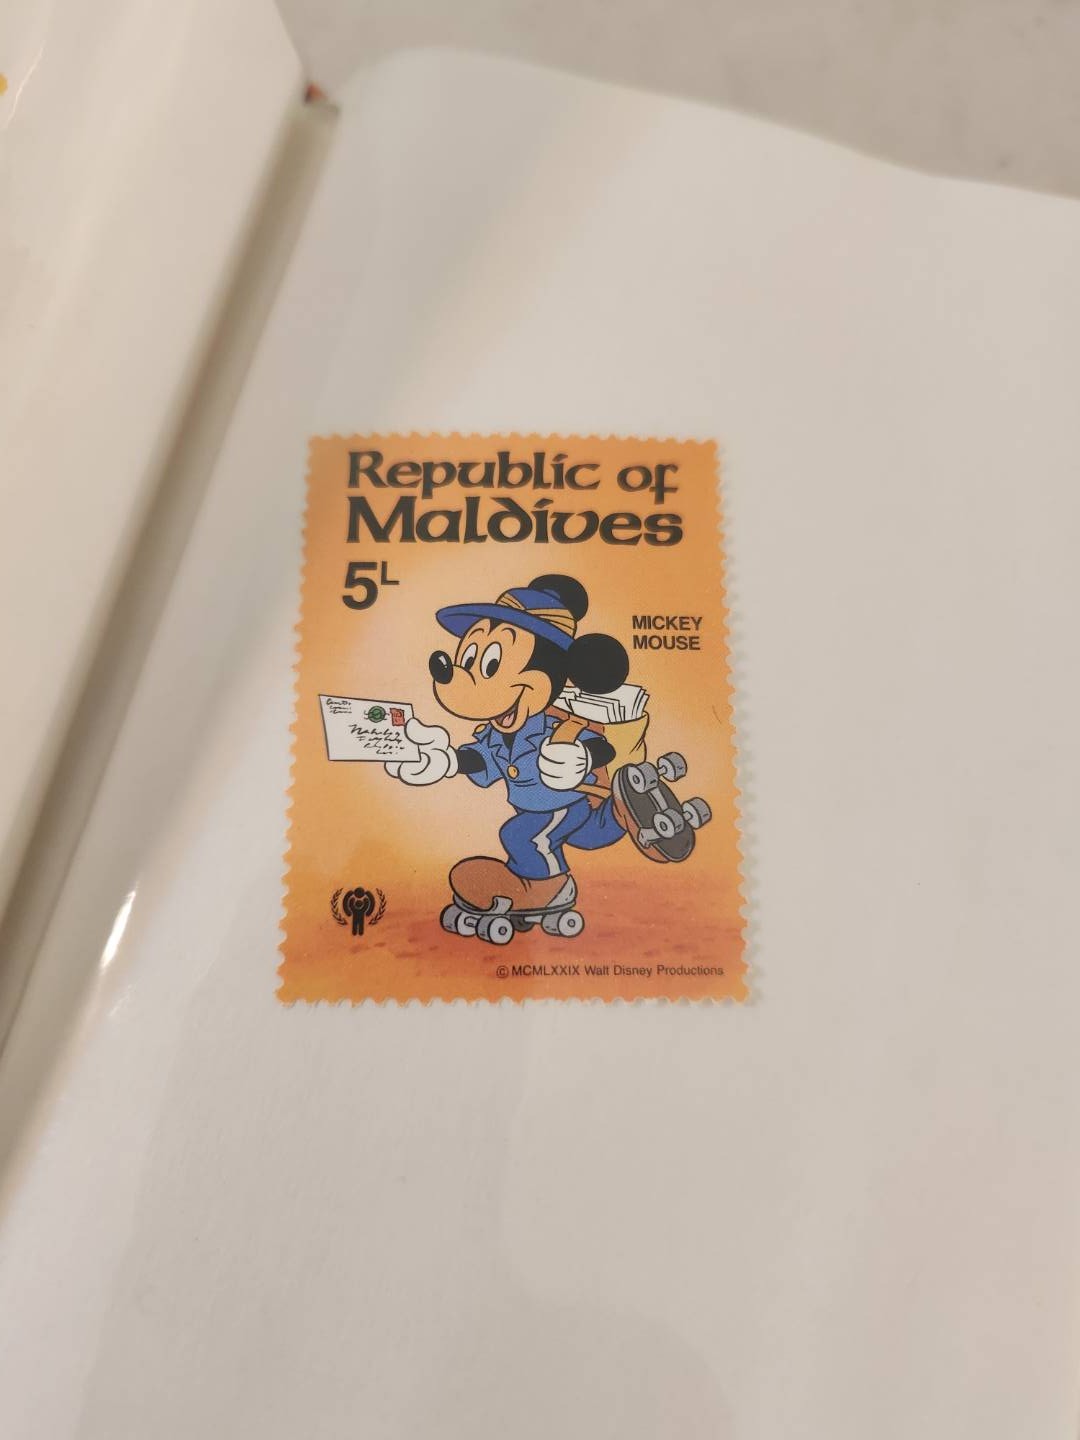 Republic of
Maldives
5L
MICKEY
MOUSE
© MCMLXXIX Walt Disney Productions